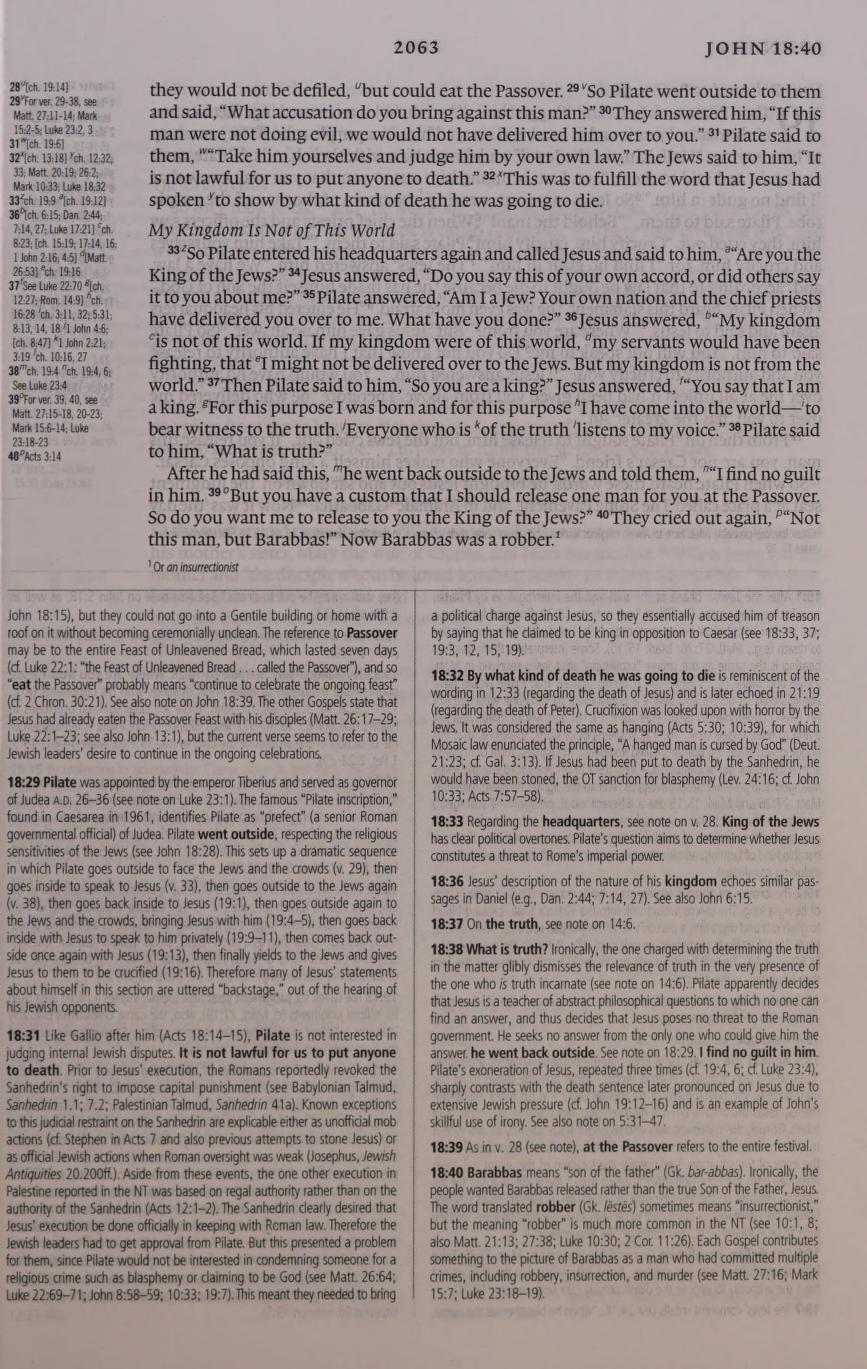 2063
JOHN 18:40
28ᵘ[ch. 19:14]
29ᵛFor ver. 29-38, see
Matt. 27:11-14; Mark
15:2-5; Luke 23:2, 3
31ʷ[ch. 19:6]
32ˣ[ch. 13:18] ʸch. 12:32,
33; Matt. 20:19; 26:2;
Mark 10:33; Luke 18:32
33ᶻch. 19:9 ᵃ[ch. 19:12]
36ᵇ[ch. 6:15; Dan. 2:44;
7:14, 27; Luke 17:21] ᶜch.
8:23; [ch. 15:19; 17:14, 16;
1 John 2:16; 4:5] ᵈ[Matt.
26:53] ᵉch. 19:16
37ᶠSee Luke 22:70 ᵍ[ch.
12:27; Rom. 14:9] ʰch.
16:28 ⁱch. 3:11, 32; 5:31;
8:13, 14, 18 ʲ1 John 4:6;
[ch. 8:47] ᵏ1 John 2:21;
3:19 ˡch. 10:16, 27
38ᵐch. 19:4 ⁿch. 19:4, 6;
See Luke 23:4
39ᵒFor ver. 39, 40, see
Matt. 27:15-18, 20-23;
Mark 15:6-14; Luke
23:18-23
40ᵖActs 3:14
they would not be defiled, ᵘbut could eat the Passover. ²⁹ᵛSo Pilate went outside to them
and said, “What accusation do you bring against this man?” ³⁰They answered him, “If this
man were not doing evil, we would not have delivered him over to you.” ³¹Pilate said to
them, ʷ“Take him yourselves and judge him by your own law.” The Jews said to him, “It
is not lawful for us to put anyone to death.” ³²ˣThis was to fulfill the word that Jesus had
spoken ʸto show by what kind of death he was going to die.
My Kingdom Is Not of This World
³³ᶻSo Pilate entered his headquarters again and called Jesus and said to him, ᵃ“Are you the
King of the Jews?” ³⁴Jesus answered, “Do you say this of your own accord, or did others say
it to you about me?” ³⁵Pilate answered, “Am I a Jew? Your own nation and the chief priests
have delivered you over to me. What have you done?” ³⁶Jesus answered, ᵇ“My kingdom
ᶜis not of this world. If my kingdom were of this world, ᵈmy servants would have been
fighting, that ᵉI might not be delivered over to the Jews. But my kingdom is not from the
world.” ³⁷Then Pilate said to him, “So you are a king?” Jesus answered, ᶠ“You say that I am
a king. ᵍFor this purpose I was born and for this purpose ʰI have come into the world—ⁱto
bear witness to the truth. ʲEveryone who is ᵏof the truth ˡlistens to my voice.” ³⁸Pilate said
to him, “What is truth?”
After he had said this, ᵐhe went back outside to the Jews and told them, ⁿ“I find no guilt
in him. ³⁹ᵒBut you have a custom that I should release one man for you at the Passover.
So do you want me to release to you the King of the Jews?” ⁴⁰They cried out again, ᵖ“Not
this man, but Barabbas!” Now Barabbas was a robber.¹
¹ Or an insurrectionist
John 18:15), but they could not go into a Gentile building or home with a
roof on it without becoming ceremonially unclean. The reference to Passover
may be to the entire Feast of Unleavened Bread, which lasted seven days
(cf. Luke 22:1: “the Feast of Unleavened Bread . . . called the Passover”), and so
“eat the Passover” probably means “continue to celebrate the ongoing feast”
(cf. 2 Chron. 30:21). See also note on John 18:39. The other Gospels state that
Jesus had already eaten the Passover Feast with his disciples (Matt. 26:17–29;
Luke 22:1–23; see also John 13:1), but the current verse seems to refer to the
Jewish leaders’ desire to continue in the ongoing celebrations.
18:29 Pilate was appointed by the emperor Tiberius and served as governor
of Judea A.D. 26–36 (see note on Luke 23:1). The famous “Pilate inscription,”
found in Caesarea in 1961, identifies Pilate as “prefect” (a senior Roman
governmental official) of Judea. Pilate went outside, respecting the religious
sensitivities of the Jews (see John 18:28). This sets up a dramatic sequence
in which Pilate goes outside to face the Jews and the crowds (v. 29), then
goes inside to speak to Jesus (v. 33), then goes outside to the Jews again
(v. 38), then goes back inside to Jesus (19:1), then goes outside again to
the Jews and the crowds, bringing Jesus with him (19:4–5), then goes back
inside with Jesus to speak to him privately (19:9–11), then comes back out-
side once again with Jesus (19:13), then finally yields to the Jews and gives
Jesus to them to be crucified (19:16). Therefore many of Jesus’ statements
about himself in this section are uttered “backstage,” out of the hearing of
his Jewish opponents.
18:31 Like Gallio after him (Acts 18:14–15), Pilate is not interested in
judging internal Jewish disputes. It is not lawful for us to put anyone
to death. Prior to Jesus’ execution, the Romans reportedly revoked the
Sanhedrin’s right to impose capital punishment (see Babylonian Talmud,
Sanhedrin 1.1; 7.2; Palestinian Talmud, Sanhedrin 41a). Known exceptions
to this judicial restraint on the Sanhedrin are explicable either as unofficial mob
actions (cf. Stephen in Acts 7 and also previous attempts to stone Jesus) or
as official Jewish actions when Roman oversight was weak (Josephus, Jewish
Antiquities 20.200ff.). Aside from these events, the one other execution in
Palestine reported in the NT was based on regal authority rather than on the
authority of the Sanhedrin (Acts 12:1–2). The Sanhedrin clearly desired that
Jesus’ execution be done officially in keeping with Roman law. Therefore the
Jewish leaders had to get approval from Pilate. But this presented a problem
for them, since Pilate would not be interested in condemning someone for a
religious crime such as blasphemy or claiming to be God (see Matt. 26:64;
Luke 22:69–71; John 8:58–59; 10:33; 19:7). This meant they needed to bring
a political charge against Jesus, so they essentially accused him of treason
by saying that he claimed to be king in opposition to Caesar (see 18:33, 37;
19:3, 12, 15, 19).
18:32 By what kind of death he was going to die is reminiscent of the
wording in 12:33 (regarding the death of Jesus) and is later echoed in 21:19
(regarding the death of Peter). Crucifixion was looked upon with horror by the
Jews. It was considered the same as hanging (Acts 5:30; 10:39), for which
Mosaic law enunciated the principle, “A hanged man is cursed by God” (Deut.
21:23; cf. Gal. 3:13). If Jesus had been put to death by the Sanhedrin, he
would have been stoned, the OT sanction for blasphemy (Lev. 24:16; cf. John
10:33; Acts 7:57–58).
18:33 Regarding the headquarters, see note on v. 28. King of the Jews
has clear political overtones. Pilate’s question aims to determine whether Jesus
constitutes a threat to Rome’s imperial power.
18:36 Jesus’ description of the nature of his kingdom echoes similar pas-
sages in Daniel (e.g., Dan. 2:44; 7:14, 27). See also John 6:15.
18:37 On the truth, see note on 14:6.
18:38 What is truth? Ironically, the one charged with determining the truth
in the matter glibly dismisses the relevance of truth in the very presence of
the one who is truth incarnate (see note on 14:6). Pilate apparently decides
that Jesus is a teacher of abstract philosophical questions to which no one can
find an answer, and thus decides that Jesus poses no threat to the Roman
government. He seeks no answer from the only one who could give him the
answer. he went back outside. See note on 18:29. I find no guilt in him.
Pilate’s exoneration of Jesus, repeated three times (cf. 19:4, 6; cf. Luke 23:4),
sharply contrasts with the death sentence later pronounced on Jesus due to
extensive Jewish pressure (cf. John 19:12–16) and is an example of John’s
skillful use of irony. See also note on 5:31–47.
18:39 As in v. 28 (see note), at the Passover refers to the entire festival.
18:40 Barabbas means “son of the father” (Gk. bar-abbas). Ironically, the
people wanted Barabbas released rather than the true Son of the Father, Jesus.
The word translated robber (Gk. lēstēs) sometimes means “insurrectionist,”
but the meaning “robber” is much more common in the NT (see 10:1, 8;
also Matt. 21:13; 27:38; Luke 10:30; 2 Cor. 11:26). Each Gospel contributes
something to the picture of Barabbas as a man who had committed multiple
crimes, including robbery, insurrection, and murder (see Matt. 27:16; Mark
15:7; Luke 23:18–19).